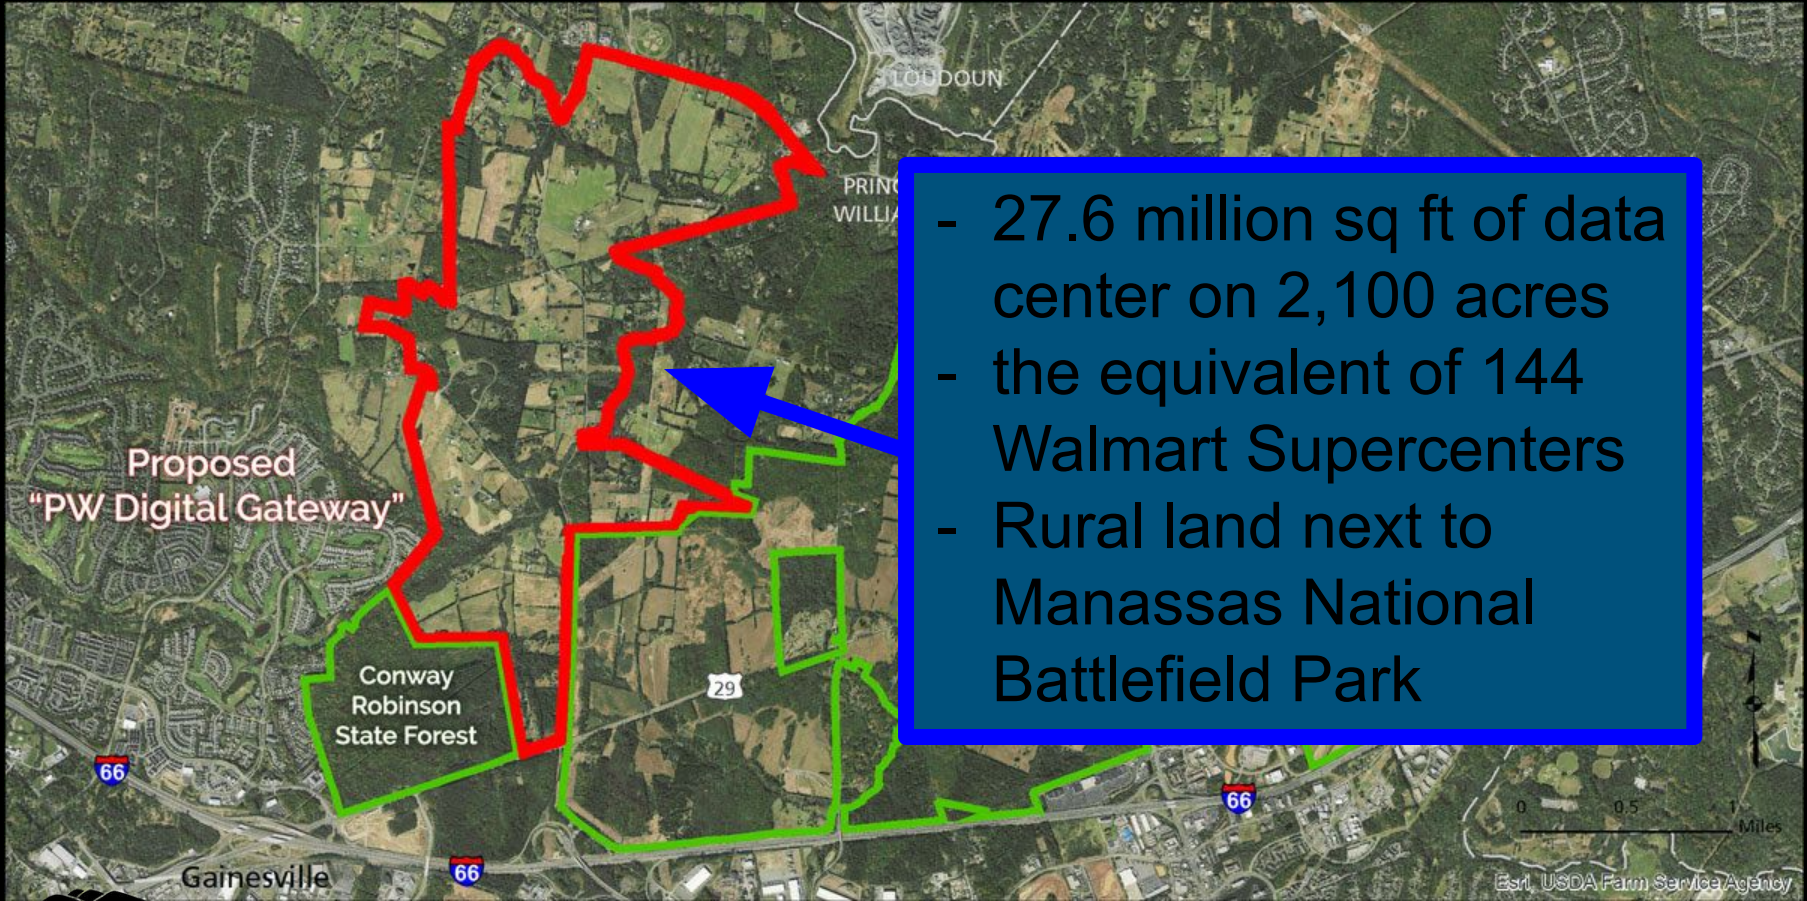 LOUDOUN
PRINC
WILLIA
- 27.6 million sq ft of data
center on 2,100 acres
- the equivalent of 144
Walmart Supercenters
- Rural land next to
Manassas National
Battlefield Park
Proposed
“PW Digital Gateway”
Conway
Robinson
State Forest
29
66
66
66
Gainesville
0 0.5 1
Miles
N
Esri, USDA Farm Service Agency